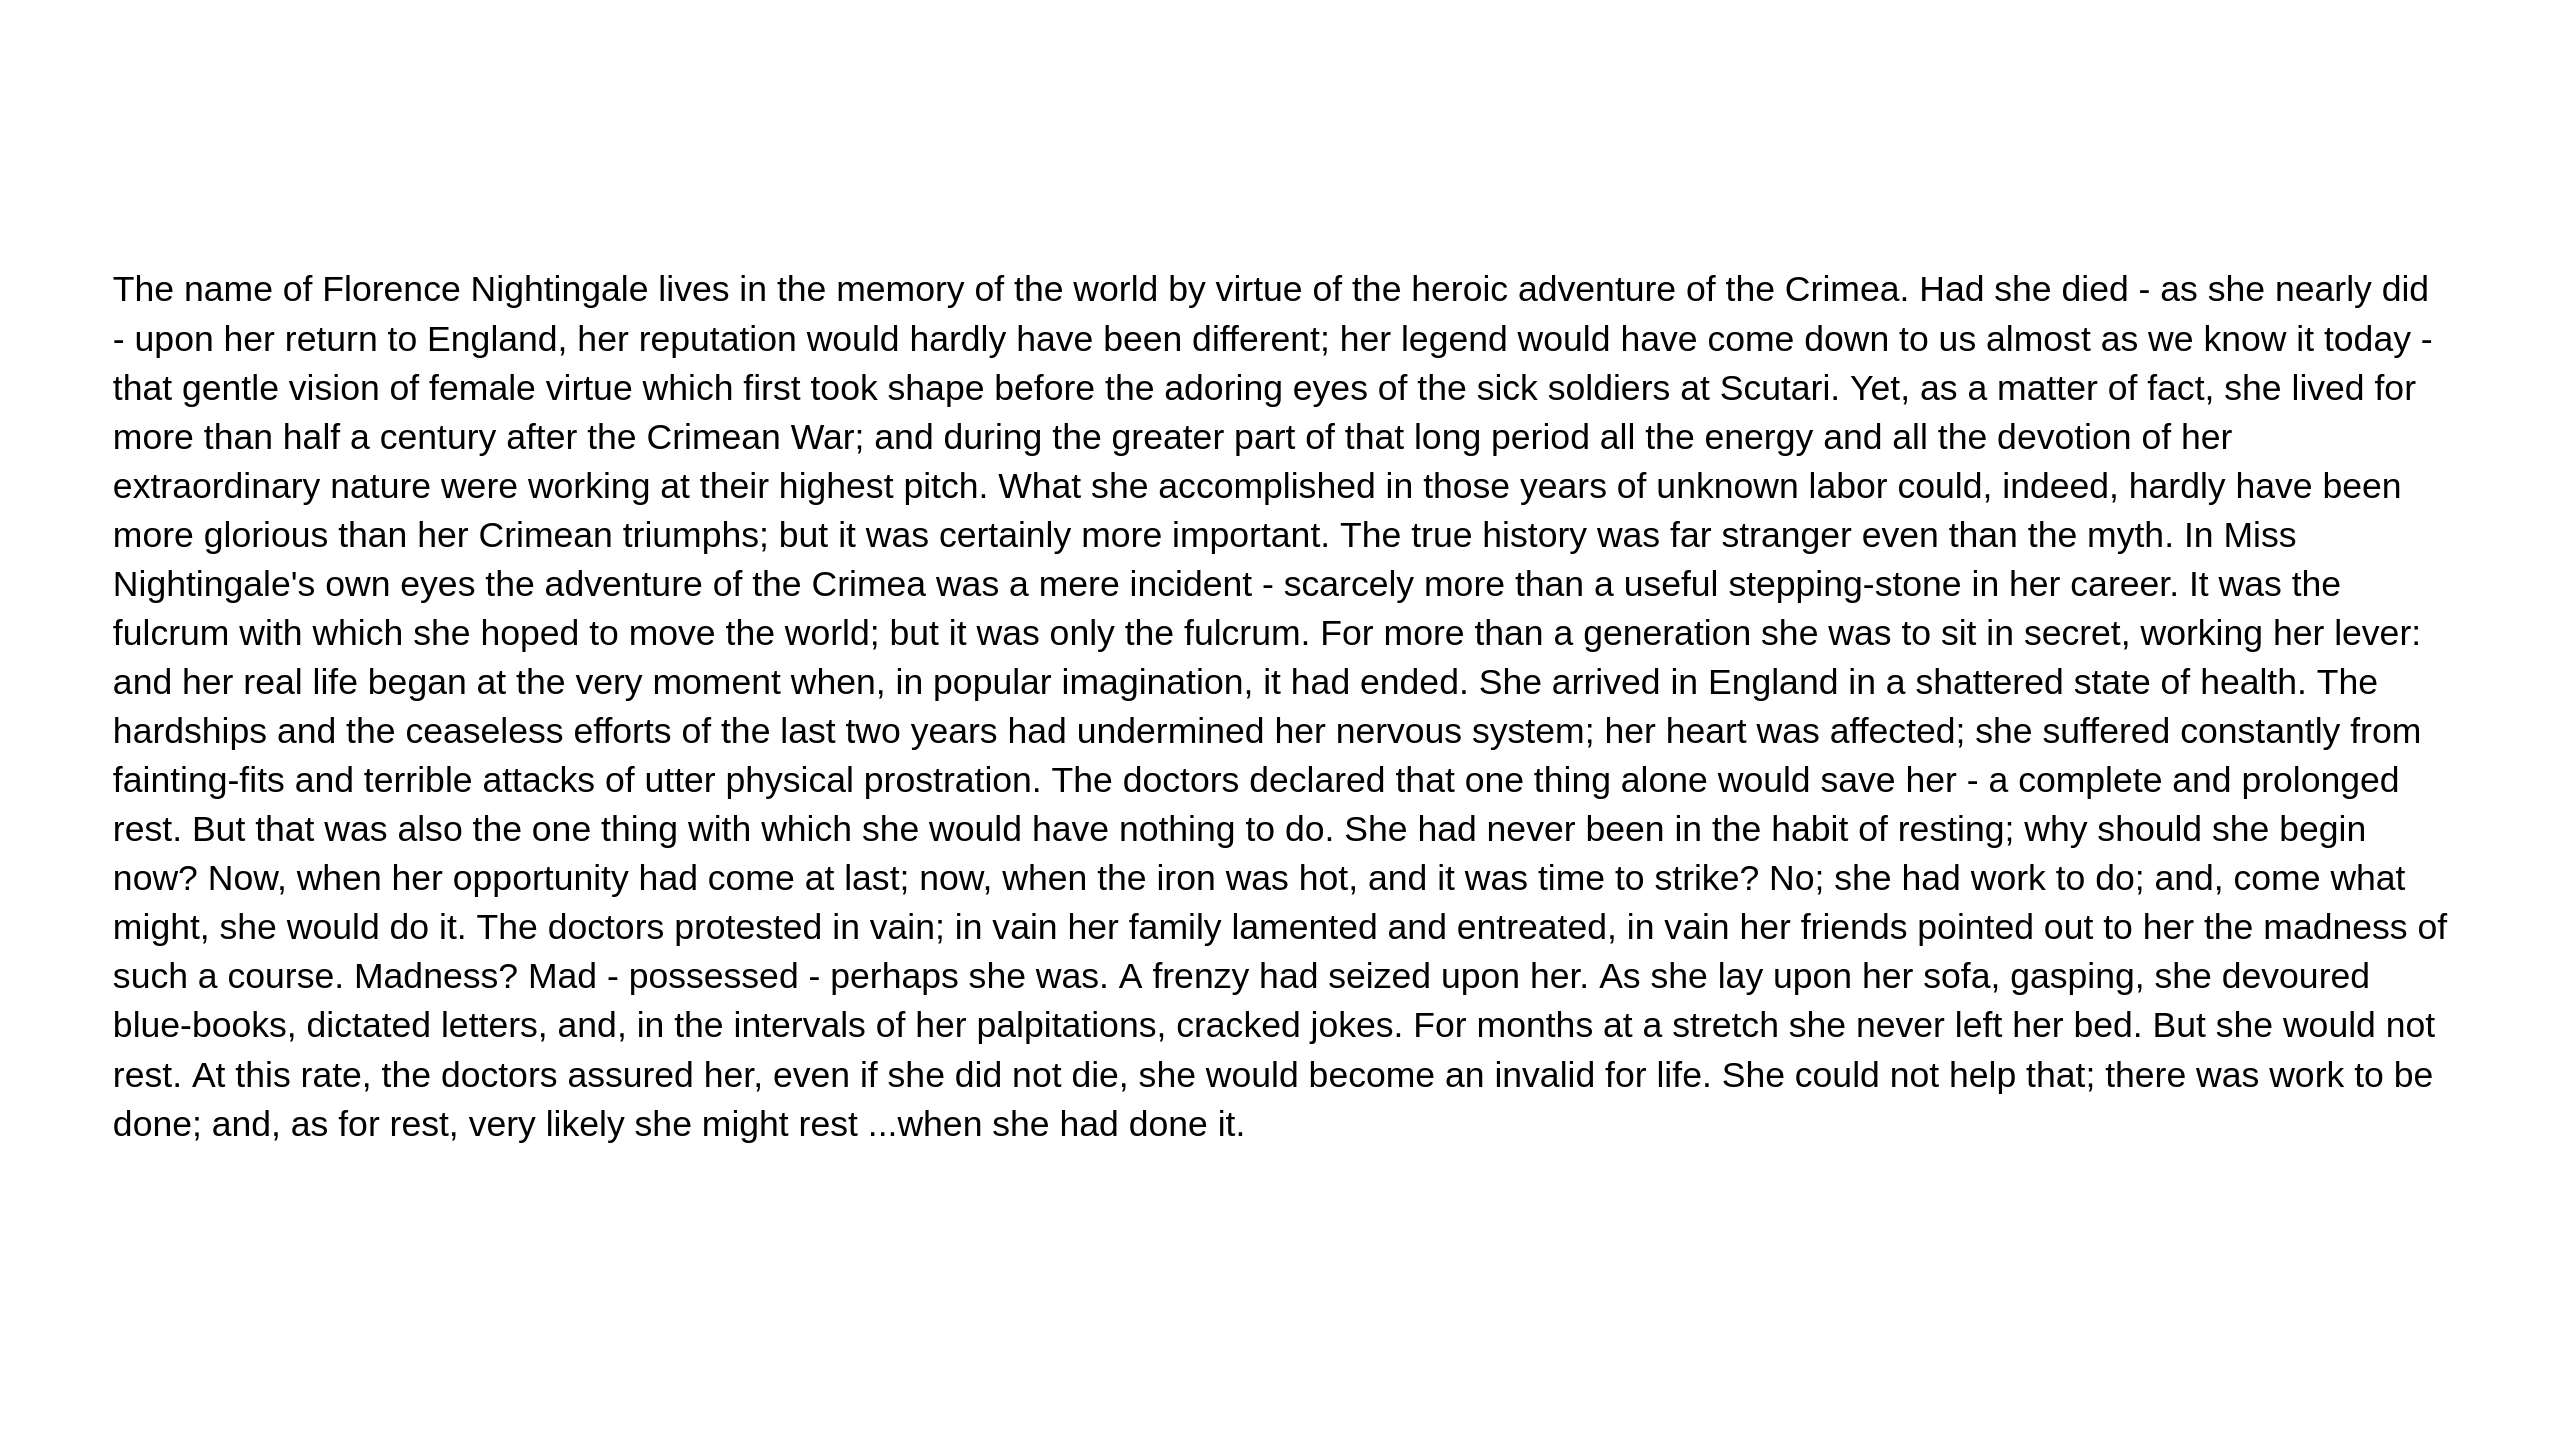 The name of Florence Nightingale lives in the memory of the world by virtue of the heroic adventure of the Crimea. Had she died - as she nearly did
- upon her return to England, her reputation would hardly have been different; her legend would have come down to us almost as we know it today -
that gentle vision of female virtue which first took shape before the adoring eyes of the sick soldiers at Scutari. Yet, as a matter of fact, she lived for
more than half a century after the Crimean War; and during the greater part of that long period all the energy and all the devotion of her
extraordinary nature were working at their highest pitch. What she accomplished in those years of unknown labor could, indeed, hardly have been
more glorious than her Crimean triumphs; but it was certainly more important. The true history was far stranger even than the myth. In Miss
Nightingale's own eyes the adventure of the Crimea was a mere incident - scarcely more than a useful stepping-stone in her career. It was the
fulcrum with which she hoped to move the world; but it was only the fulcrum. For more than a generation she was to sit in secret, working her lever:
and her real life began at the very moment when, in popular imagination, it had ended. She arrived in England in a shattered state of health. The
hardships and the ceaseless efforts of the last two years had undermined her nervous system; her heart was affected; she suffered constantly from
fainting-fits and terrible attacks of utter physical prostration. The doctors declared that one thing alone would save her - a complete and prolonged
rest. But that was also the one thing with which she would have nothing to do. She had never been in the habit of resting; why should she begin
now? Now, when her opportunity had come at last; now, when the iron was hot, and it was time to strike? No; she had work to do; and, come what
might, she would do it. The doctors protested in vain; in vain her family lamented and entreated, in vain her friends pointed out to her the madness of
such a course. Madness? Mad - possessed - perhaps she was. A frenzy had seized upon her. As she lay upon her sofa, gasping, she devoured
blue-books, dictated letters, and, in the intervals of her palpitations, cracked jokes. For months at a stretch she never left her bed. But she would not
rest. At this rate, the doctors assured her, even if she did not die, she would become an invalid for life. She could not help that; there was work to be
done; and, as for rest, very likely she might rest ...when she had done it.